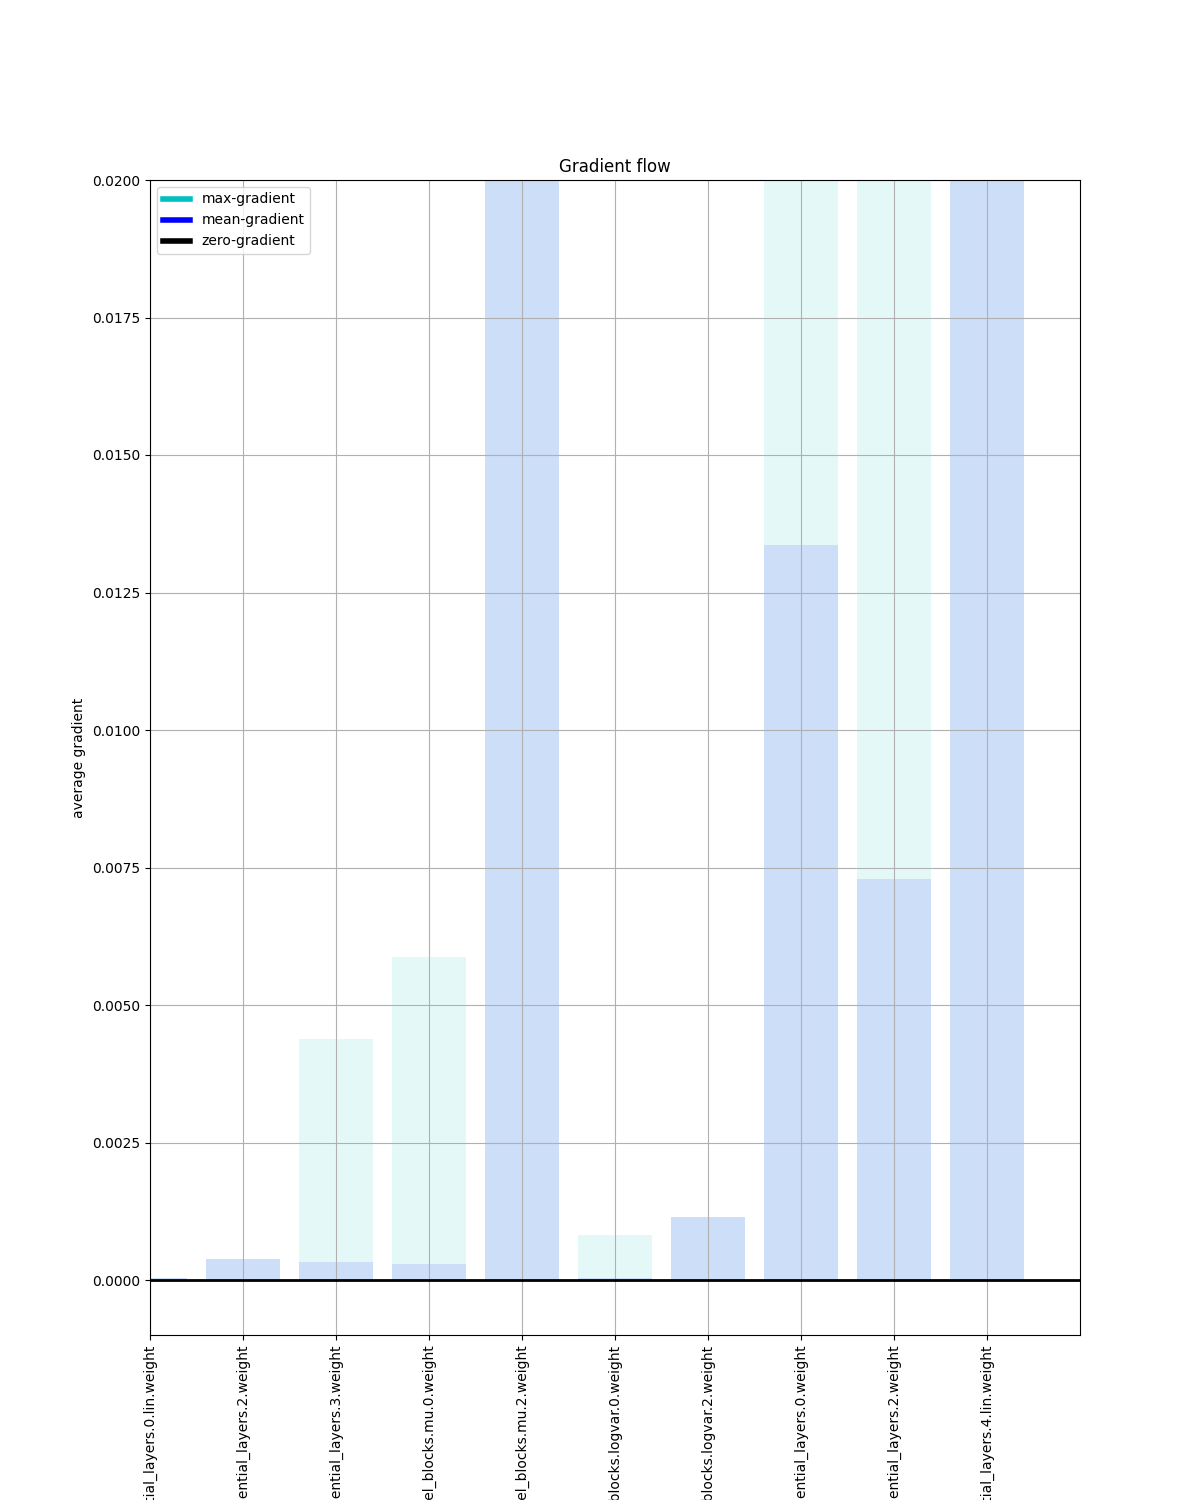 Gradient flow
max-gradient
mean-gradient
zero-gradient
0.0200
0.0175
0.0150
0.0125
0.0100
0.0075
0.0050
0.0025
0.0000
average gradient
tial_layers.0.lin.weight
ential_layers.2.weight
ential_layers.3.weight
el_blocks.mu.0.weight
el_blocks.mu.2.weight
blocks.logvar.0.weight
blocks.logvar.2.weight
ential_layers.0.weight
ential_layers.2.weight
tial_layers.4.lin.weight